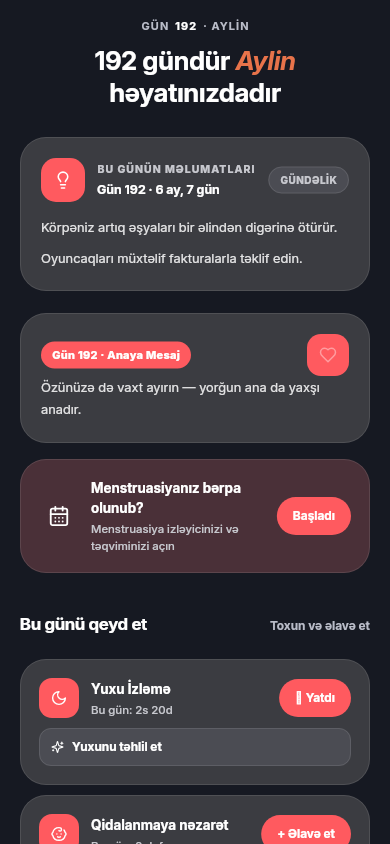 GÜN 192 · AYLİN
192 gündür Aylin
həyatınızdadır
BU GÜNÜN MƏLUMATLARI
Gün 192 · 6 ay, 7 gün
GÜNDƏLİK
Körpəniz artıq əşyaları bir əlindən digərinə ötürür.
Oyuncaqları müxtəlif fakturalarla təklif edin.
Gün 192 · Anaya Mesaj
Özünüzə də vaxt ayırın — yorğun ana da yaxşı
anadır.
Menstruasiyanız bərpa
olunub?
Menstruasiya izləyicinizi və
təqviminizi açın
Başladı
Bu günü qeyd et
Toxun və əlavə et
Yuxu İzləmə
Bu gün: 2s 20d
Yatdı
Yuxunu təhlil et
Qidalanmaya nəzarət
+ Əlavə et